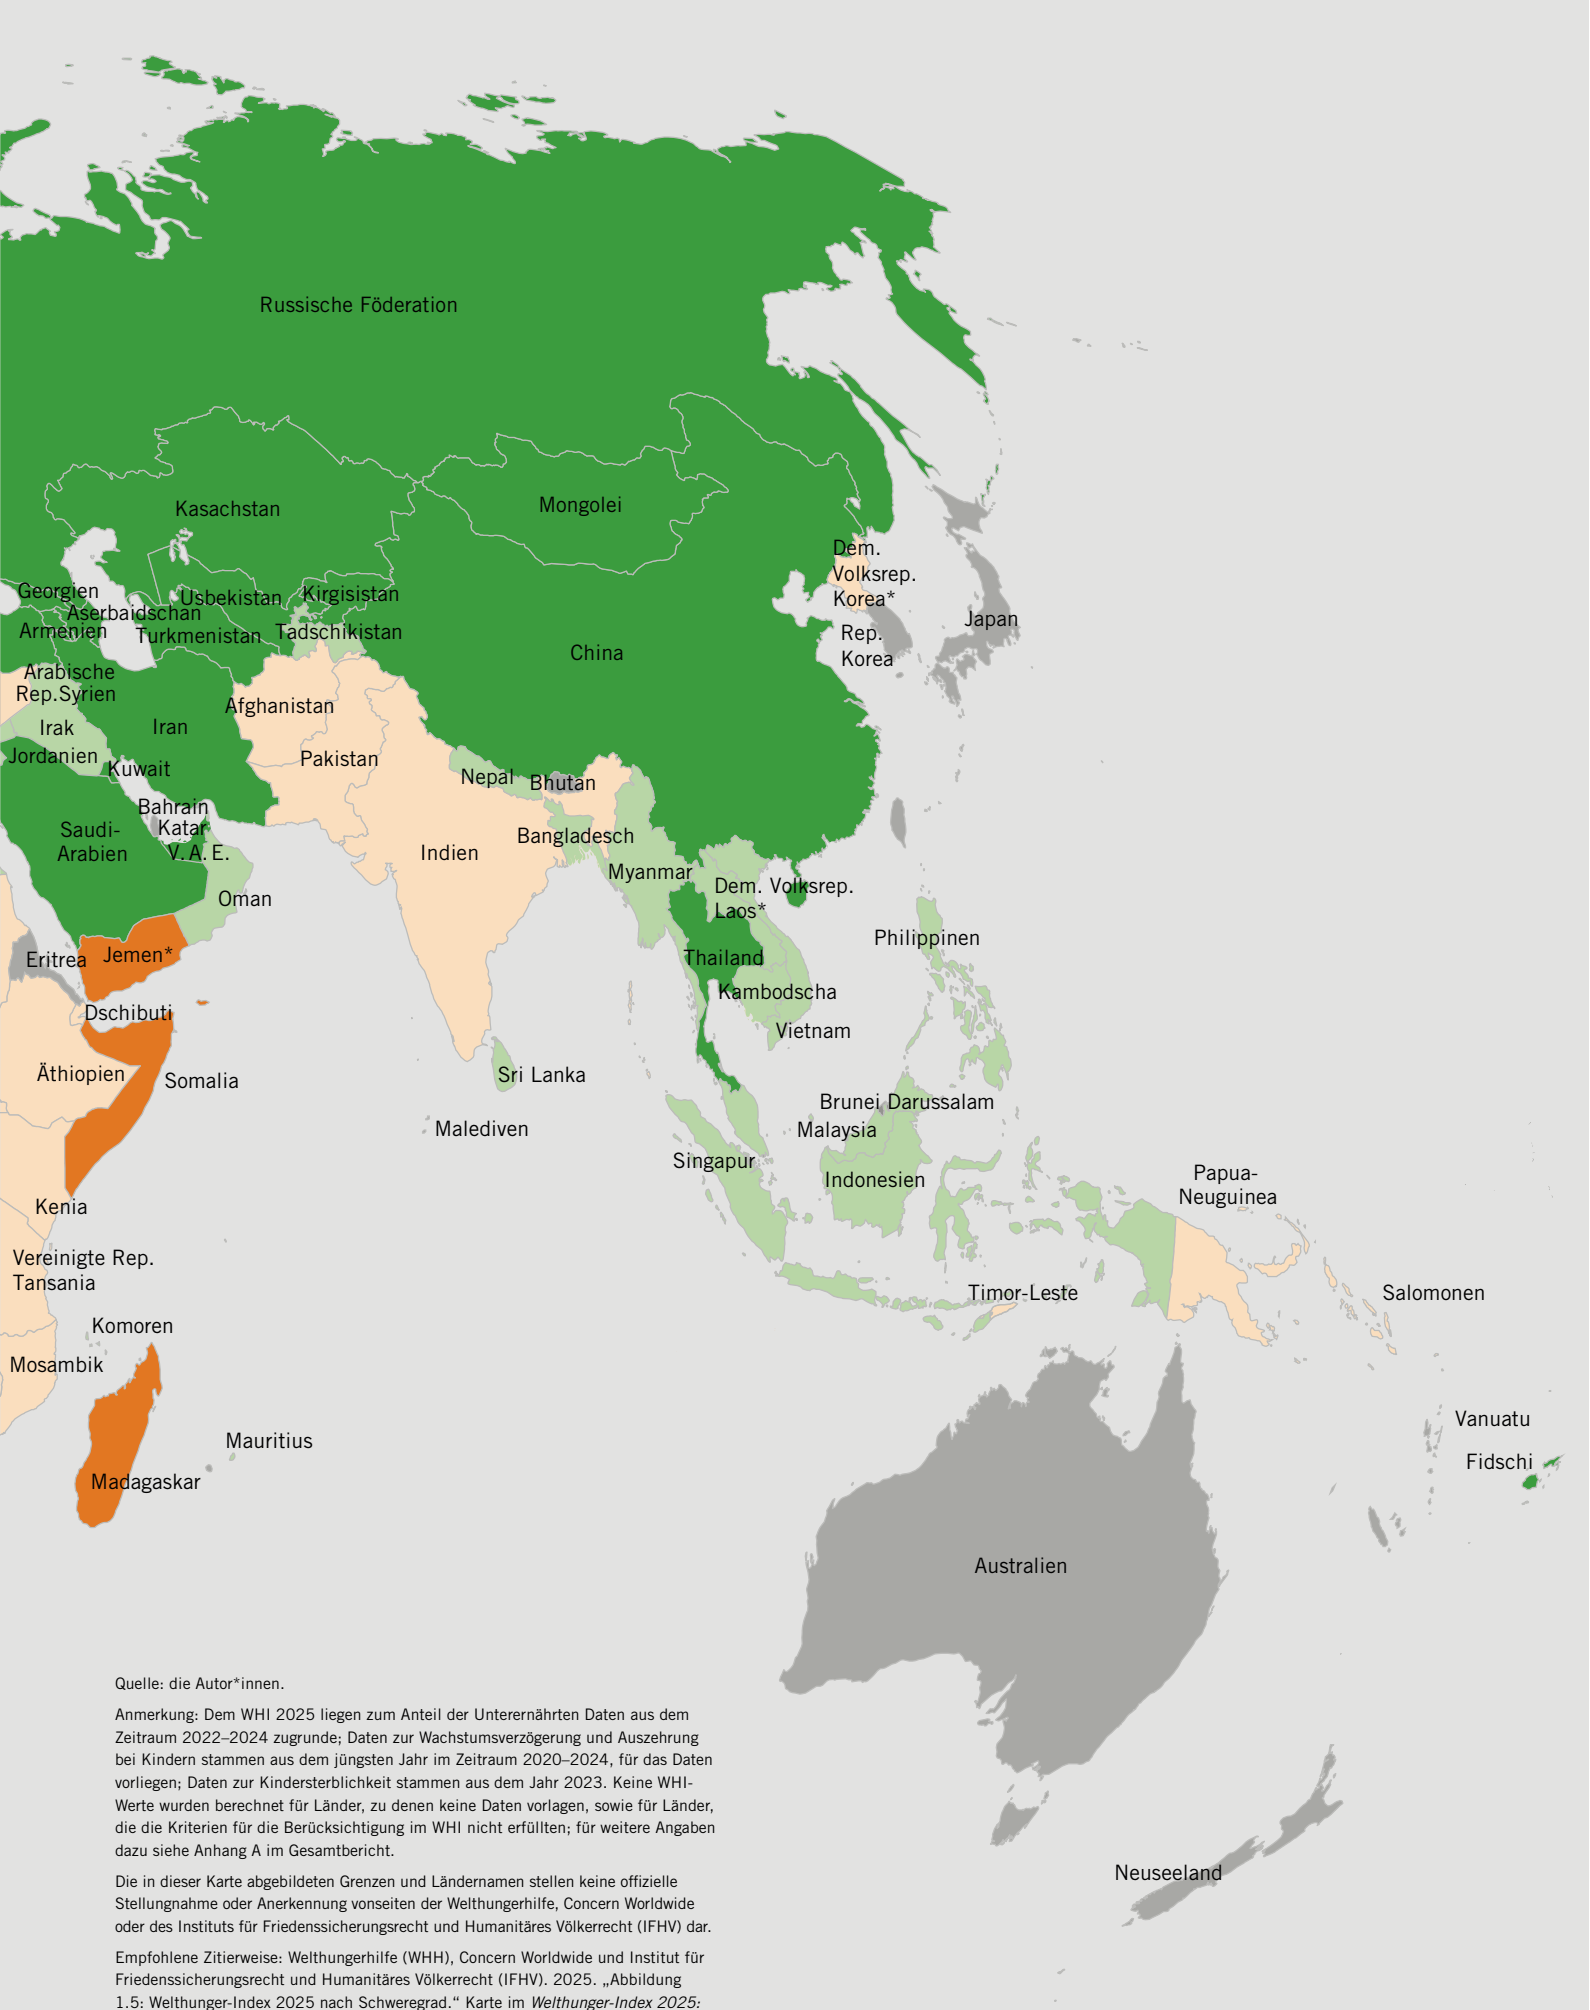 Russische Föderation
Kasachstan
Mongolei
Dem.
Volksrep.
Korea*
Georgien
Usbekistan
Kirgisistan
Aserbaidschan
Armenien
Turkmenistan
Tadschikistan
Japan
Rep.
Korea
China
Arabische
Rep.Syrien
Afghanistan
Irak
Iran
Jordanien
Kuwait
Pakistan
Nepal
Bhutan
Bahrain
Katar
Saudi-
Arabien
V. A. E.
Indien
Bangladesch
Myanmar
Oman
Dem. Volksrep.
Laos*
Philippinen
Eritrea
Jemen*
Thailand
Kambodscha
Dschibuti
Vietnam
Äthiopien
Somalia
Sri Lanka
Brunei Darussalam
Malediven
Malaysia
Singapur
Indonesien
Papua-
Neuguinea
Kenia
Vereinigte Rep.
Tansania
Timor-Leste
Salomonen
Komoren
Mosambik
Mauritius
Madagaskar
Vanuatu
Fidschi
Australien
Neuseeland
Quelle: die Autor*innen.
Anmerkung: Dem WHI 2025 liegen zum Anteil der Unterernährten Daten aus dem
Zeitraum 2022–2024 zugrunde; Daten zur Wachstumsverzögerung und Auszehrung
bei Kindern stammen aus dem jüngsten Jahr im Zeitraum 2020–2024, für das Daten
vorliegen; Daten zur Kindersterblichkeit stammen aus dem Jahr 2023. Keine WHI-
Werte wurden berechnet für Länder, zu denen keine Daten vorlagen, sowie für Länder,
die die Kriterien für die Berücksichtigung im WHI nicht erfüllten; für weitere Angaben
dazu siehe Anhang A im Gesamtbericht.
Die in dieser Karte abgebildeten Grenzen und Ländernamen stellen keine offizielle
Stellungnahme oder Anerkennung vonseiten der Welthungerhilfe, Concern Worldwide
oder des Instituts für Friedenssicherungsrecht und Humanitäres Völkerrecht (IFHV) dar.
Empfohlene Zitierweise: Welthungerhilfe (WHH), Concern Worldwide und Institut für
Friedenssicherungsrecht und Humanitäres Völkerrecht (IFHV). 2025. „Abbildung
1.5: Welthunger-Index 2025 nach Schweregrad.“ Karte im Welthunger-Index 2025: